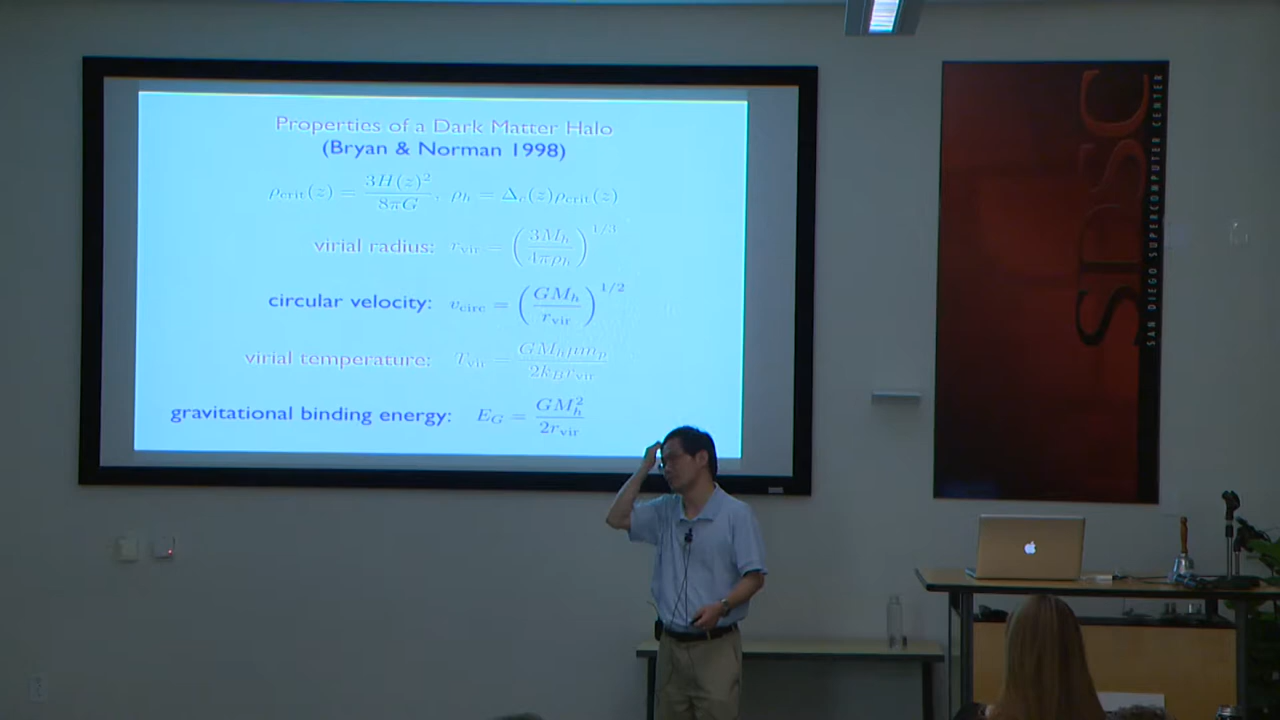 Properties of a Dark Matter Halo
(Bryan & Norman 1998)
ρcrit(z) = 3H(z)² / 8πG, ρh = Δc(z)ρcrit(z)
virial radius: rvir = (3Mh / 4πρh)^1/3
circular velocity: vcirc = (GMh / rvir)^1/2
virial temperature: Tvir = GMhμmp / 2kBrvir
gravitational binding energy: EG = GMh² / 2rvir
SDSC
SAN DIEGO SUPERCOMPUTER CENTER